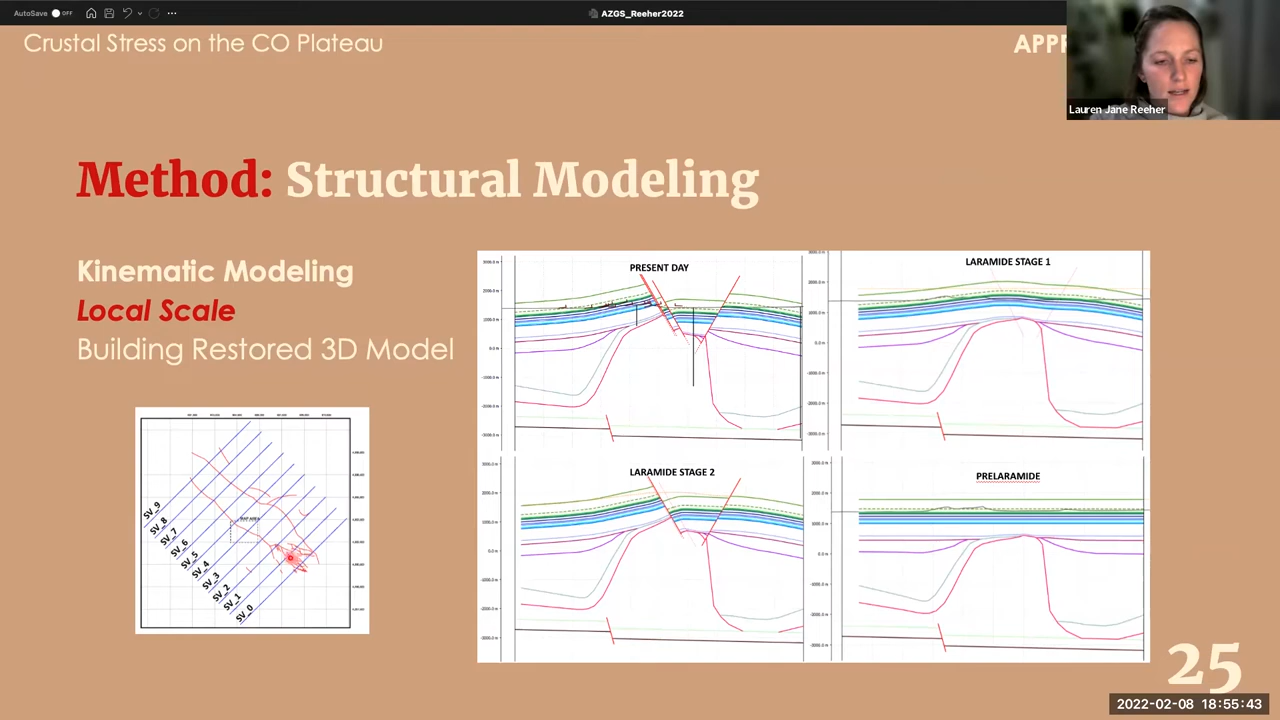 AutoSave OFF
AZGS_Reeher2022
Crustal Stress on the CO Plateau
Lauren Jane Reeher
Method: Structural Modeling
Kinematic Modeling
Local Scale
Building Restored 3D Model
PRESENT DAY
LARAMIDE STAGE 1
LARAMIDE STAGE 2
PRELARAMIDE
SV_9
SV_8
SV_7
SV_6
SV_5
SV_4
SV_3
SV_2
SV_1
SV_0
25
2022-02-08 18:55:43